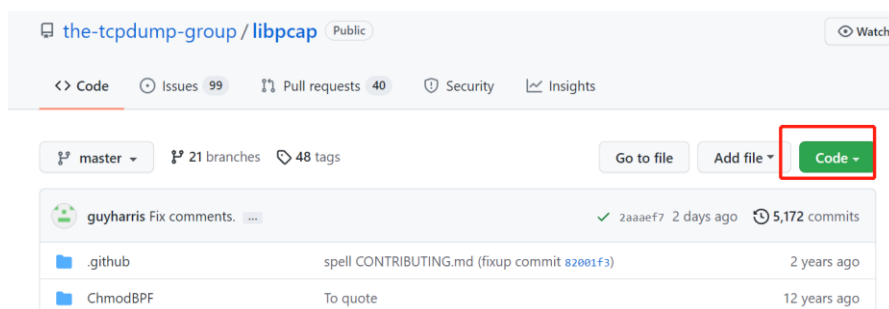 the-tcpdump-group / libpcap Public Watch
<> Code Issues 99 Pull requests 40 Security Insights
master 21 branches 48 tags Go to file Add file Code
guyharris Fix comments. ... 2aaaef7 2 days ago 5,172 commits
.github spell CONTRIBUTING.md (fixup commit 82001f3) 2 years ago
ChmodBPF To quote 12 years ago